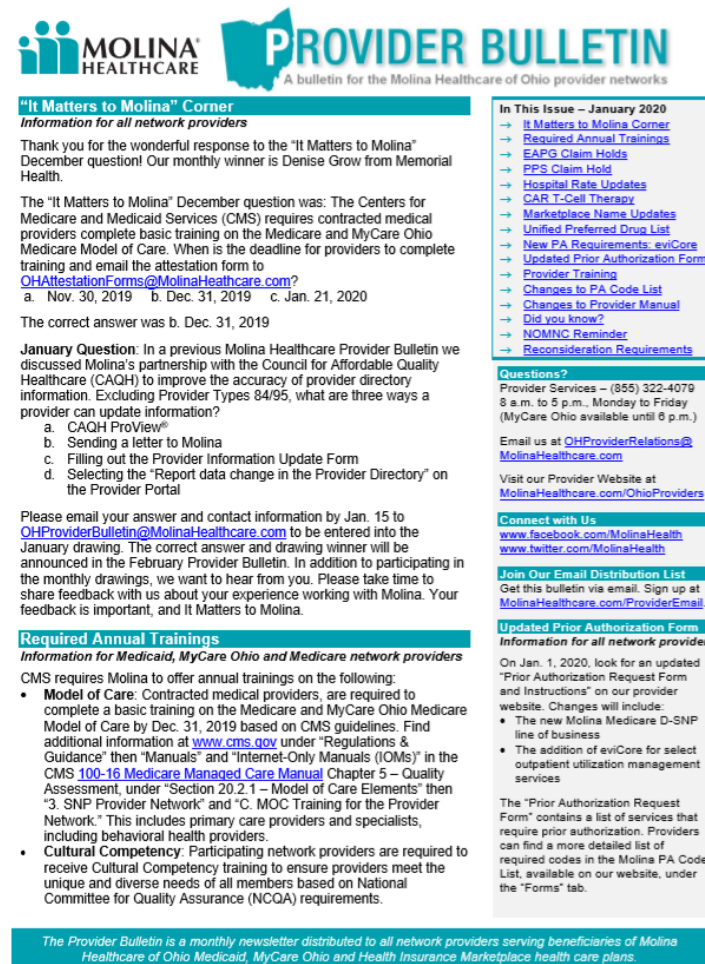 MOLINA®
HEALTHCARE
PROVIDER BULLETIN
A bulletin for the Molina Healthcare of Ohio provider networks
“It Matters to Molina” Corner
Information for all network providers
Thank you for the wonderful response to the “It Matters to Molina”
December question! Our monthly winner is Denise Grow from Memorial
Health.
The “It Matters to Molina” December question was: The Centers for
Medicare and Medicaid Services (CMS) requires contracted medical
providers complete basic training on the Medicare and MyCare Ohio
Medicare Model of Care. When is the deadline for providers to complete
training and email the attestation form to
OHAttestationForms@MolinaHeathcare.com?
a. Nov. 30, 2019 b. Dec. 31, 2019 c. Jan. 21, 2020
The correct answer was b. Dec. 31, 2019
January Question: In a previous Molina Healthcare Provider Bulletin we
discussed Molina’s partnership with the Council for Affordable Quality
Healthcare (CAQH) to improve the accuracy of provider directory
information. Excluding Provider Types 84/95, what are three ways a
provider can update information?
a. CAQH ProView®
b. Sending a letter to Molina
c. Filling out the Provider Information Update Form
d. Selecting the “Report data change in the Provider Directory” on
the Provider Portal
Please email your answer and contact information by Jan. 15 to
OHProviderBulletin@MolinaHealthcare.com to be entered into the
January drawing. The correct answer and drawing winner will be
announced in the February Provider Bulletin. In addition to participating in
the monthly drawings, we want to hear from you. Please take time to
share feedback with us about your experience working with Molina. Your
feedback is important, and It Matters to Molina.
Required Annual Trainings
Information for Medicaid, MyCare Ohio and Medicare network providers
CMS requires Molina to offer annual trainings on the following:
• Model of Care: Contracted medical providers, are required to
complete a basic training on the Medicare and MyCare Ohio Medicare
Model of Care by Dec. 31, 2019 based on CMS guidelines. Find
additional information at www.cms.gov under “Regulations &
Guidance” then “Manuals” and “Internet-Only Manuals (IOMs)” in the
CMS 100-16 Medicare Managed Care Manual Chapter 5 – Quality
Assessment, under “Section 20.2.1 – Model of Care Elements” then
“3. SNP Provider Network” and “C. MOC Training for the Provider
Network.” This includes primary care providers and specialists,
including behavioral health providers.
• Cultural Competency: Participating network providers are required to
receive Cultural Competency training to ensure providers meet the
unique and diverse needs of all members based on National
Committee for Quality Assurance (NCQA) requirements.
In This Issue – January 2020
→ It Matters to Molina Corner
→ Required Annual Trainings
→ EAPG Claim Holds
→ PPS Claim Hold
→ Hospital Rate Updates
→ CAR T-Cell Therapy
→ Marketplace Name Updates
→ Unified Preferred Drug List
→ New PA Requirements: eviCore
→ Updated Prior Authorization Form
→ Provider Training
→ Changes to PA Code List
→ Changes to Provider Manual
→ Did you know?
→ NOMNC Reminder
→ Reconsideration Requirements
Questions?
Provider Services – (855) 322-4079
8 a.m. to 5 p.m., Monday to Friday
(MyCare Ohio available until 6 p.m.)
Email us at OHProviderRelations@
MolinaHealthcare.com
Visit our Provider Website at
MolinaHealthcare.com/OhioProviders
Connect with Us
www.facebook.com/MolinaHealth
www.twitter.com/MolinaHealth
Join Our Email Distribution List
Get this bulletin via email. Sign up at
MolinaHealthcare.com/ProviderEmail.
Updated Prior Authorization Form
Information for all network provider
On Jan. 1, 2020, look for an updated
“Prior Authorization Request Form
and Instructions” on our provider
website. Changes will include:
• The new Molina Medicare D-SNP
line of business
• The addition of eviCore for select
outpatient utilization management
services
The “Prior Authorization Request
Form” contains a list of services that
require prior authorization. Providers
can find a more detailed list of
required codes in the Molina PA Code
List, available on our website, under
the “Forms” tab.
The Provider Bulletin is a monthly newsletter distributed to all network providers serving beneficiaries of Molina
Healthcare of Ohio Medicaid, MyCare Ohio and Health Insurance Marketplace health care plans.